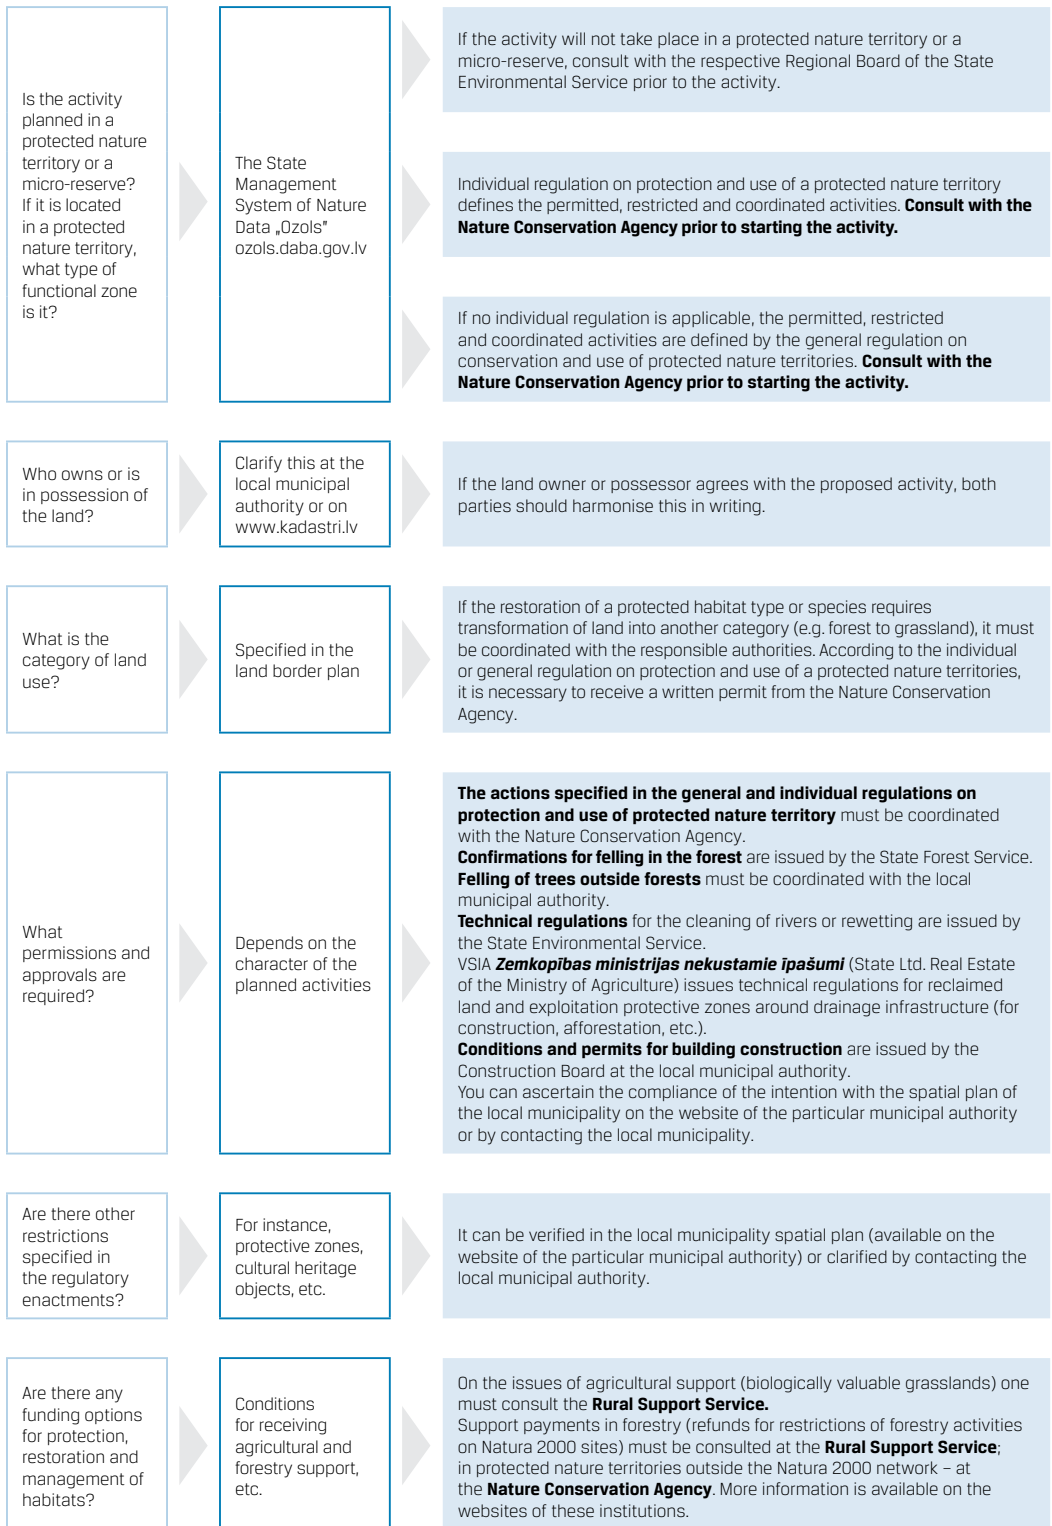 Is the activity
planned in a
protected nature
territory or a
micro-reserve?
If it is located
in a protected
nature territory,
what type of
functional zone
is it?
The State
Management
System of Nature
Data „Ozols”
ozols.daba.gov.lv
If the activity will not take place in a protected nature territory or a
micro-reserve, consult with the respective Regional Board of the State
Environmental Service prior to the activity.
Individual regulation on protection and use of a protected nature territory
defines the permitted, restricted and coordinated activities. Consult with the
Nature Conservation Agency prior to starting the activity.
If no individual regulation is applicable, the permitted, restricted
and coordinated activities are defined by the general regulation on
conservation and use of protected nature territories. Consult with the
Nature Conservation Agency prior to starting the activity.
Who owns or is
in possession of
the land?
Clarify this at the
local municipal
authority or on
www.kadastri.lv
If the land owner or possessor agrees with the proposed activity, both
parties should harmonise this in writing.
What is the
category of land
use?
Specified in the
land border plan
If the restoration of a protected habitat type or species requires
transformation of land into another category (e.g. forest to grassland), it must
be coordinated with the responsible authorities. According to the individual
or general regulation on protection and use of a protected nature territories,
it is necessary to receive a written permit from the Nature Conservation
Agency.
What
permissions and
approvals are
required?
Depends on the
character of the
planned activities
The actions specified in the general and individual regulations on
protection and use of protected nature territory must be coordinated
with the Nature Conservation Agency.
Confirmations for felling in the forest are issued by the State Forest Service.
Felling of trees outside forests must be coordinated with the local
municipal authority.
Technical regulations for the cleaning of rivers or rewetting are issued by
the State Environmental Service.
VSIA Zemkopības ministrijas nekustamie īpašumi (State Ltd. Real Estate
of the Ministry of Agriculture) issues technical regulations for reclaimed
land and exploitation protective zones around drainage infrastructure (for
construction, afforestation, etc.).
Conditions and permits for building construction are issued by the
Construction Board at the local municipal authority.
You can ascertain the compliance of the intention with the spatial plan of
the local municipality on the website of the particular municipal authority
or by contacting the local municipality.
Are there other
restrictions
specified in
the regulatory
enactments?
For instance,
protective zones,
cultural heritage
objects, etc.
It can be verified in the local municipality spatial plan (available on the
website of the particular municipal authority) or clarified by contacting the
local municipal authority.
Are there any
funding options
for protection,
restoration and
management of
habitats?
Conditions
for receiving
agricultural and
forestry support,
etc.
On the issues of agricultural support (biologically valuable grasslands) one
must consult the Rural Support Service.
Support payments in forestry (refunds for restrictions of forestry activities
on Natura 2000 sites) must be consulted at the Rural Support Service;
in protected nature territories outside the Natura 2000 network – at
the Nature Conservation Agency. More information is available on the
websites of these institutions.